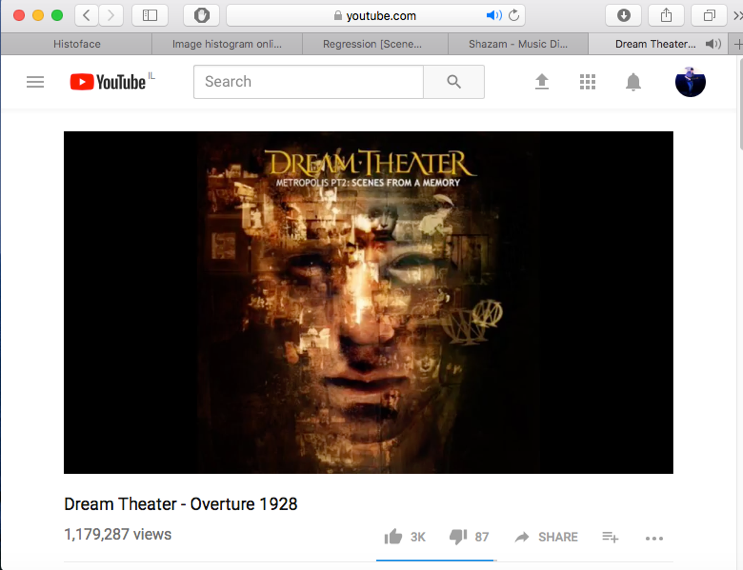 youtube.com
Histoface
Image histogram onli...
Regression [Scene...
Shazam - Music Di...
Dream Theater...
YouTube IL
Search
DREAM THEATER
METROPOLIS PT2: SCENES FROM A MEMORY
Dream Theater - Overture 1928
1,179,287 views
3K
87
SHARE